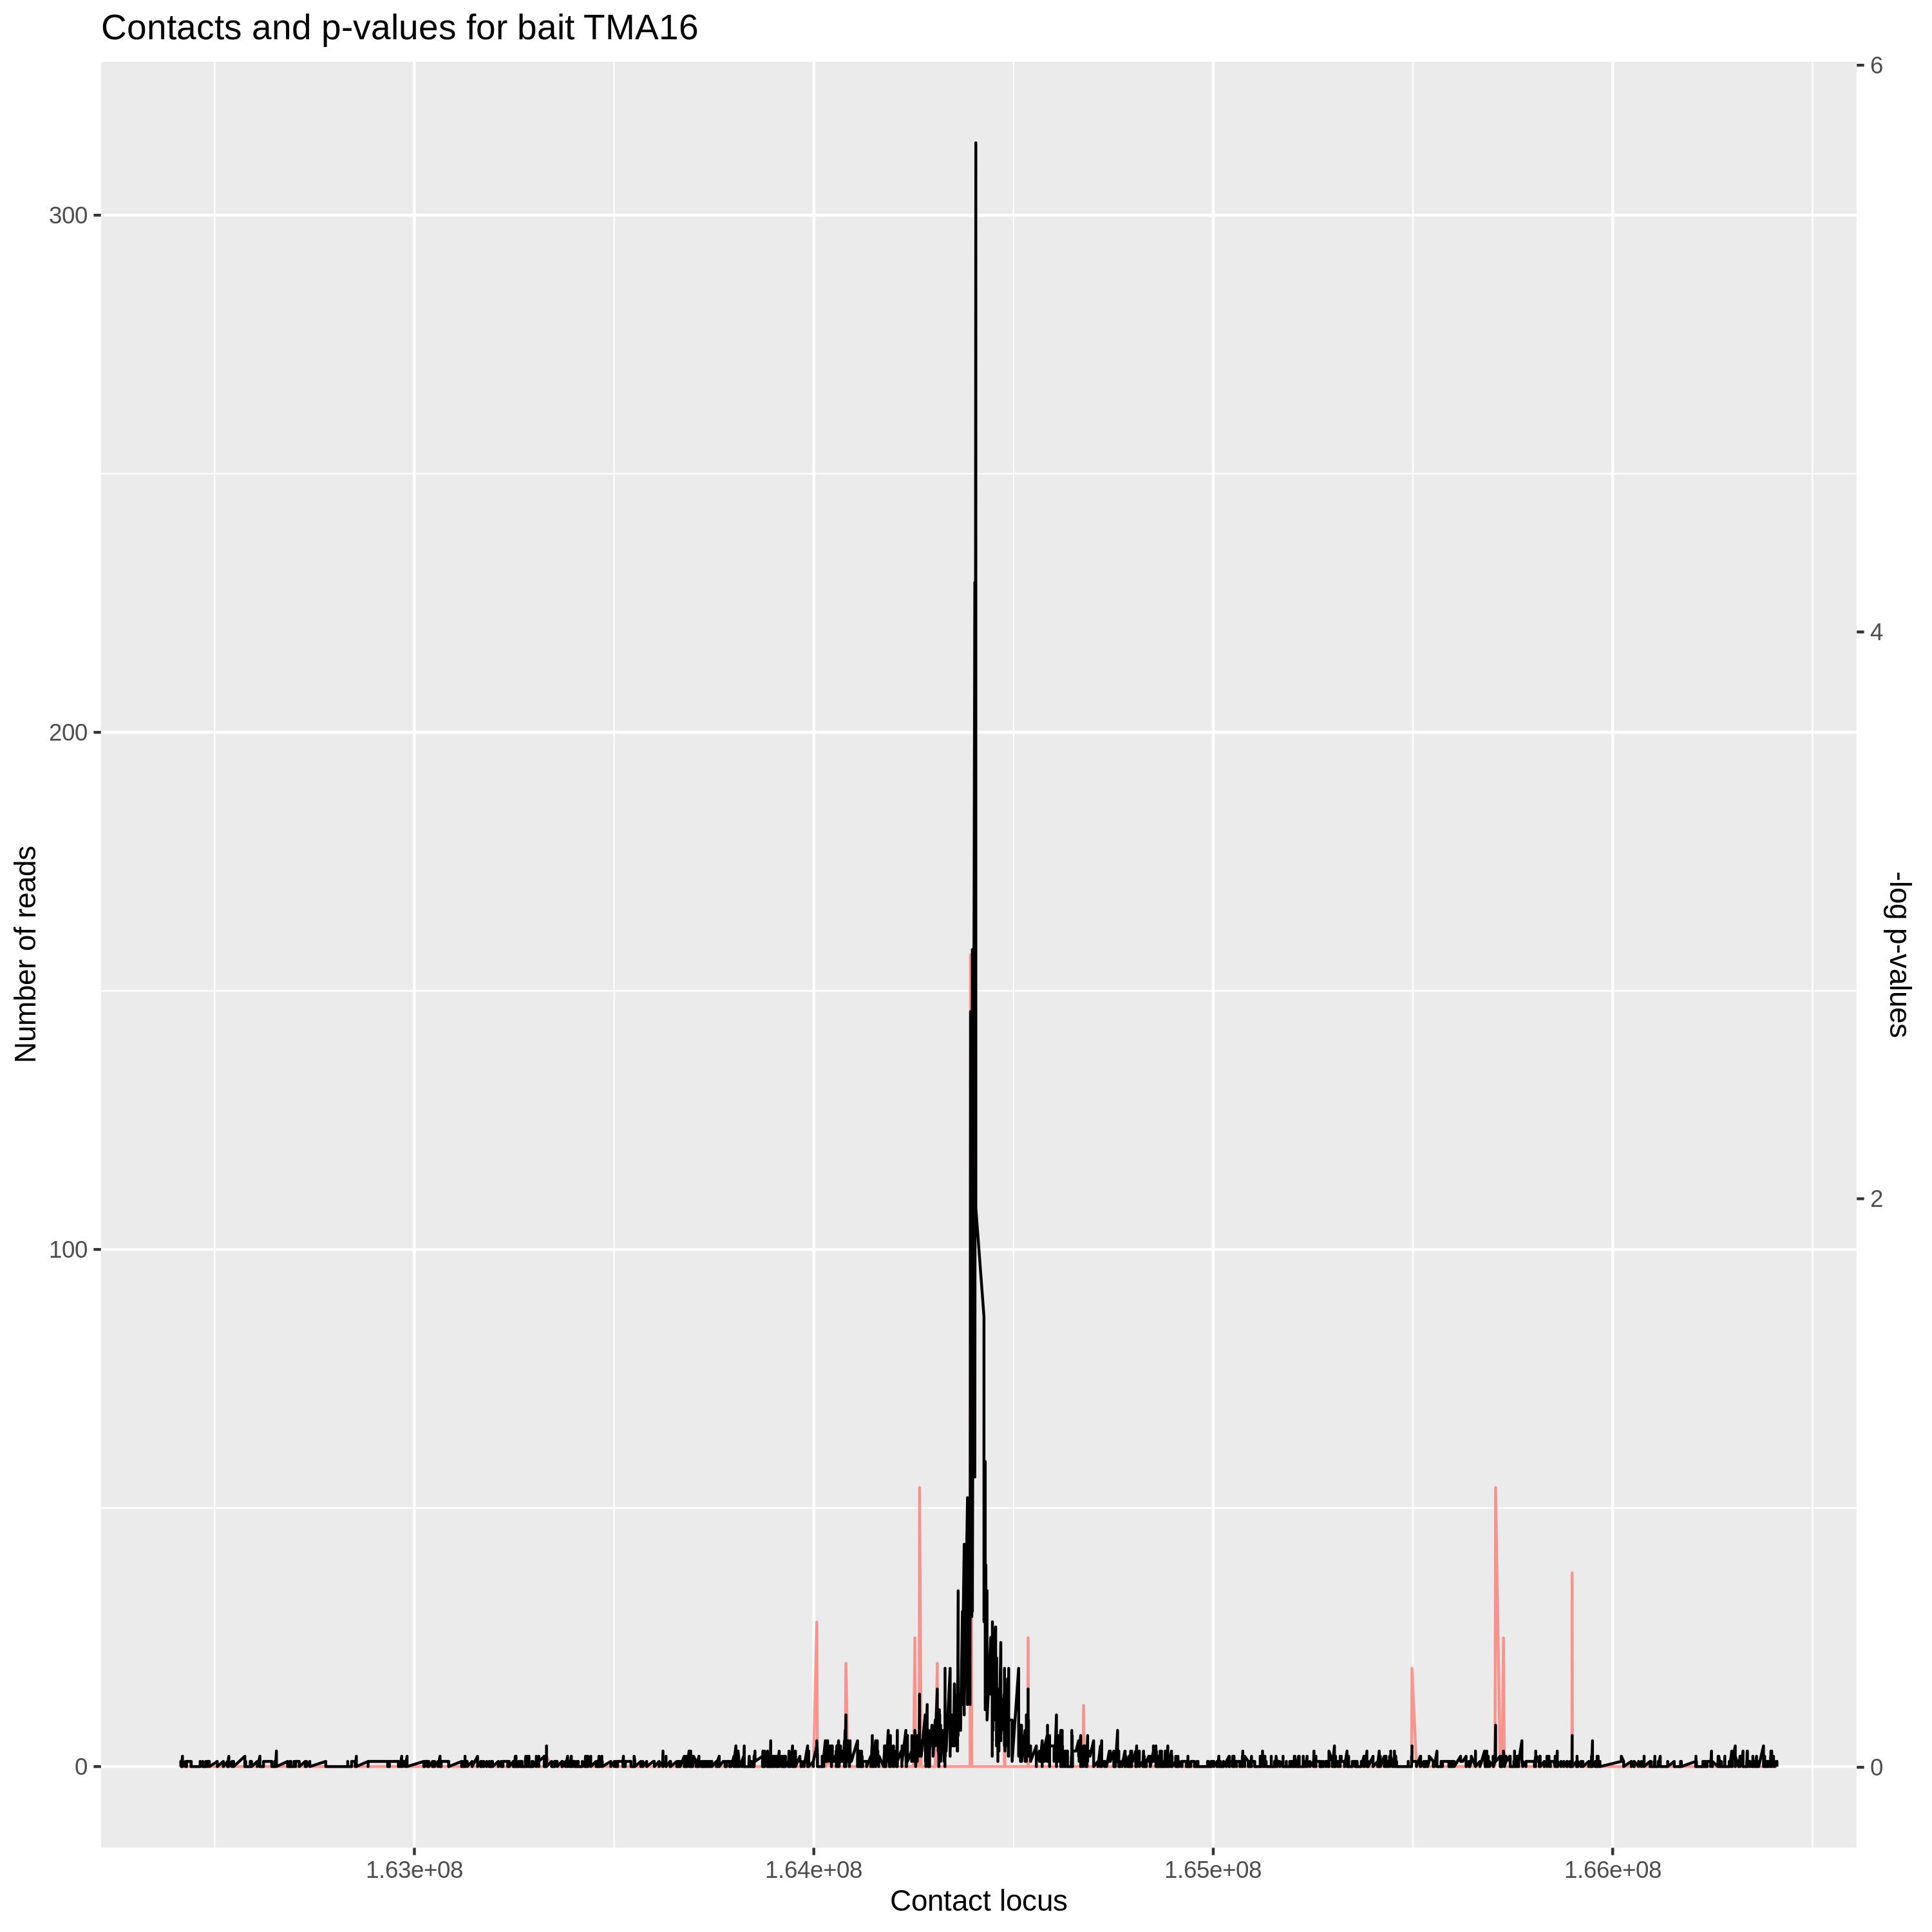 Contacts and p-values for bait TMA16
6
300
4
200
Number of reads
-log p-values
2
100
0
0
1.63e+08
1.64e+08
1.65e+08
1.66e+08
Contact locus